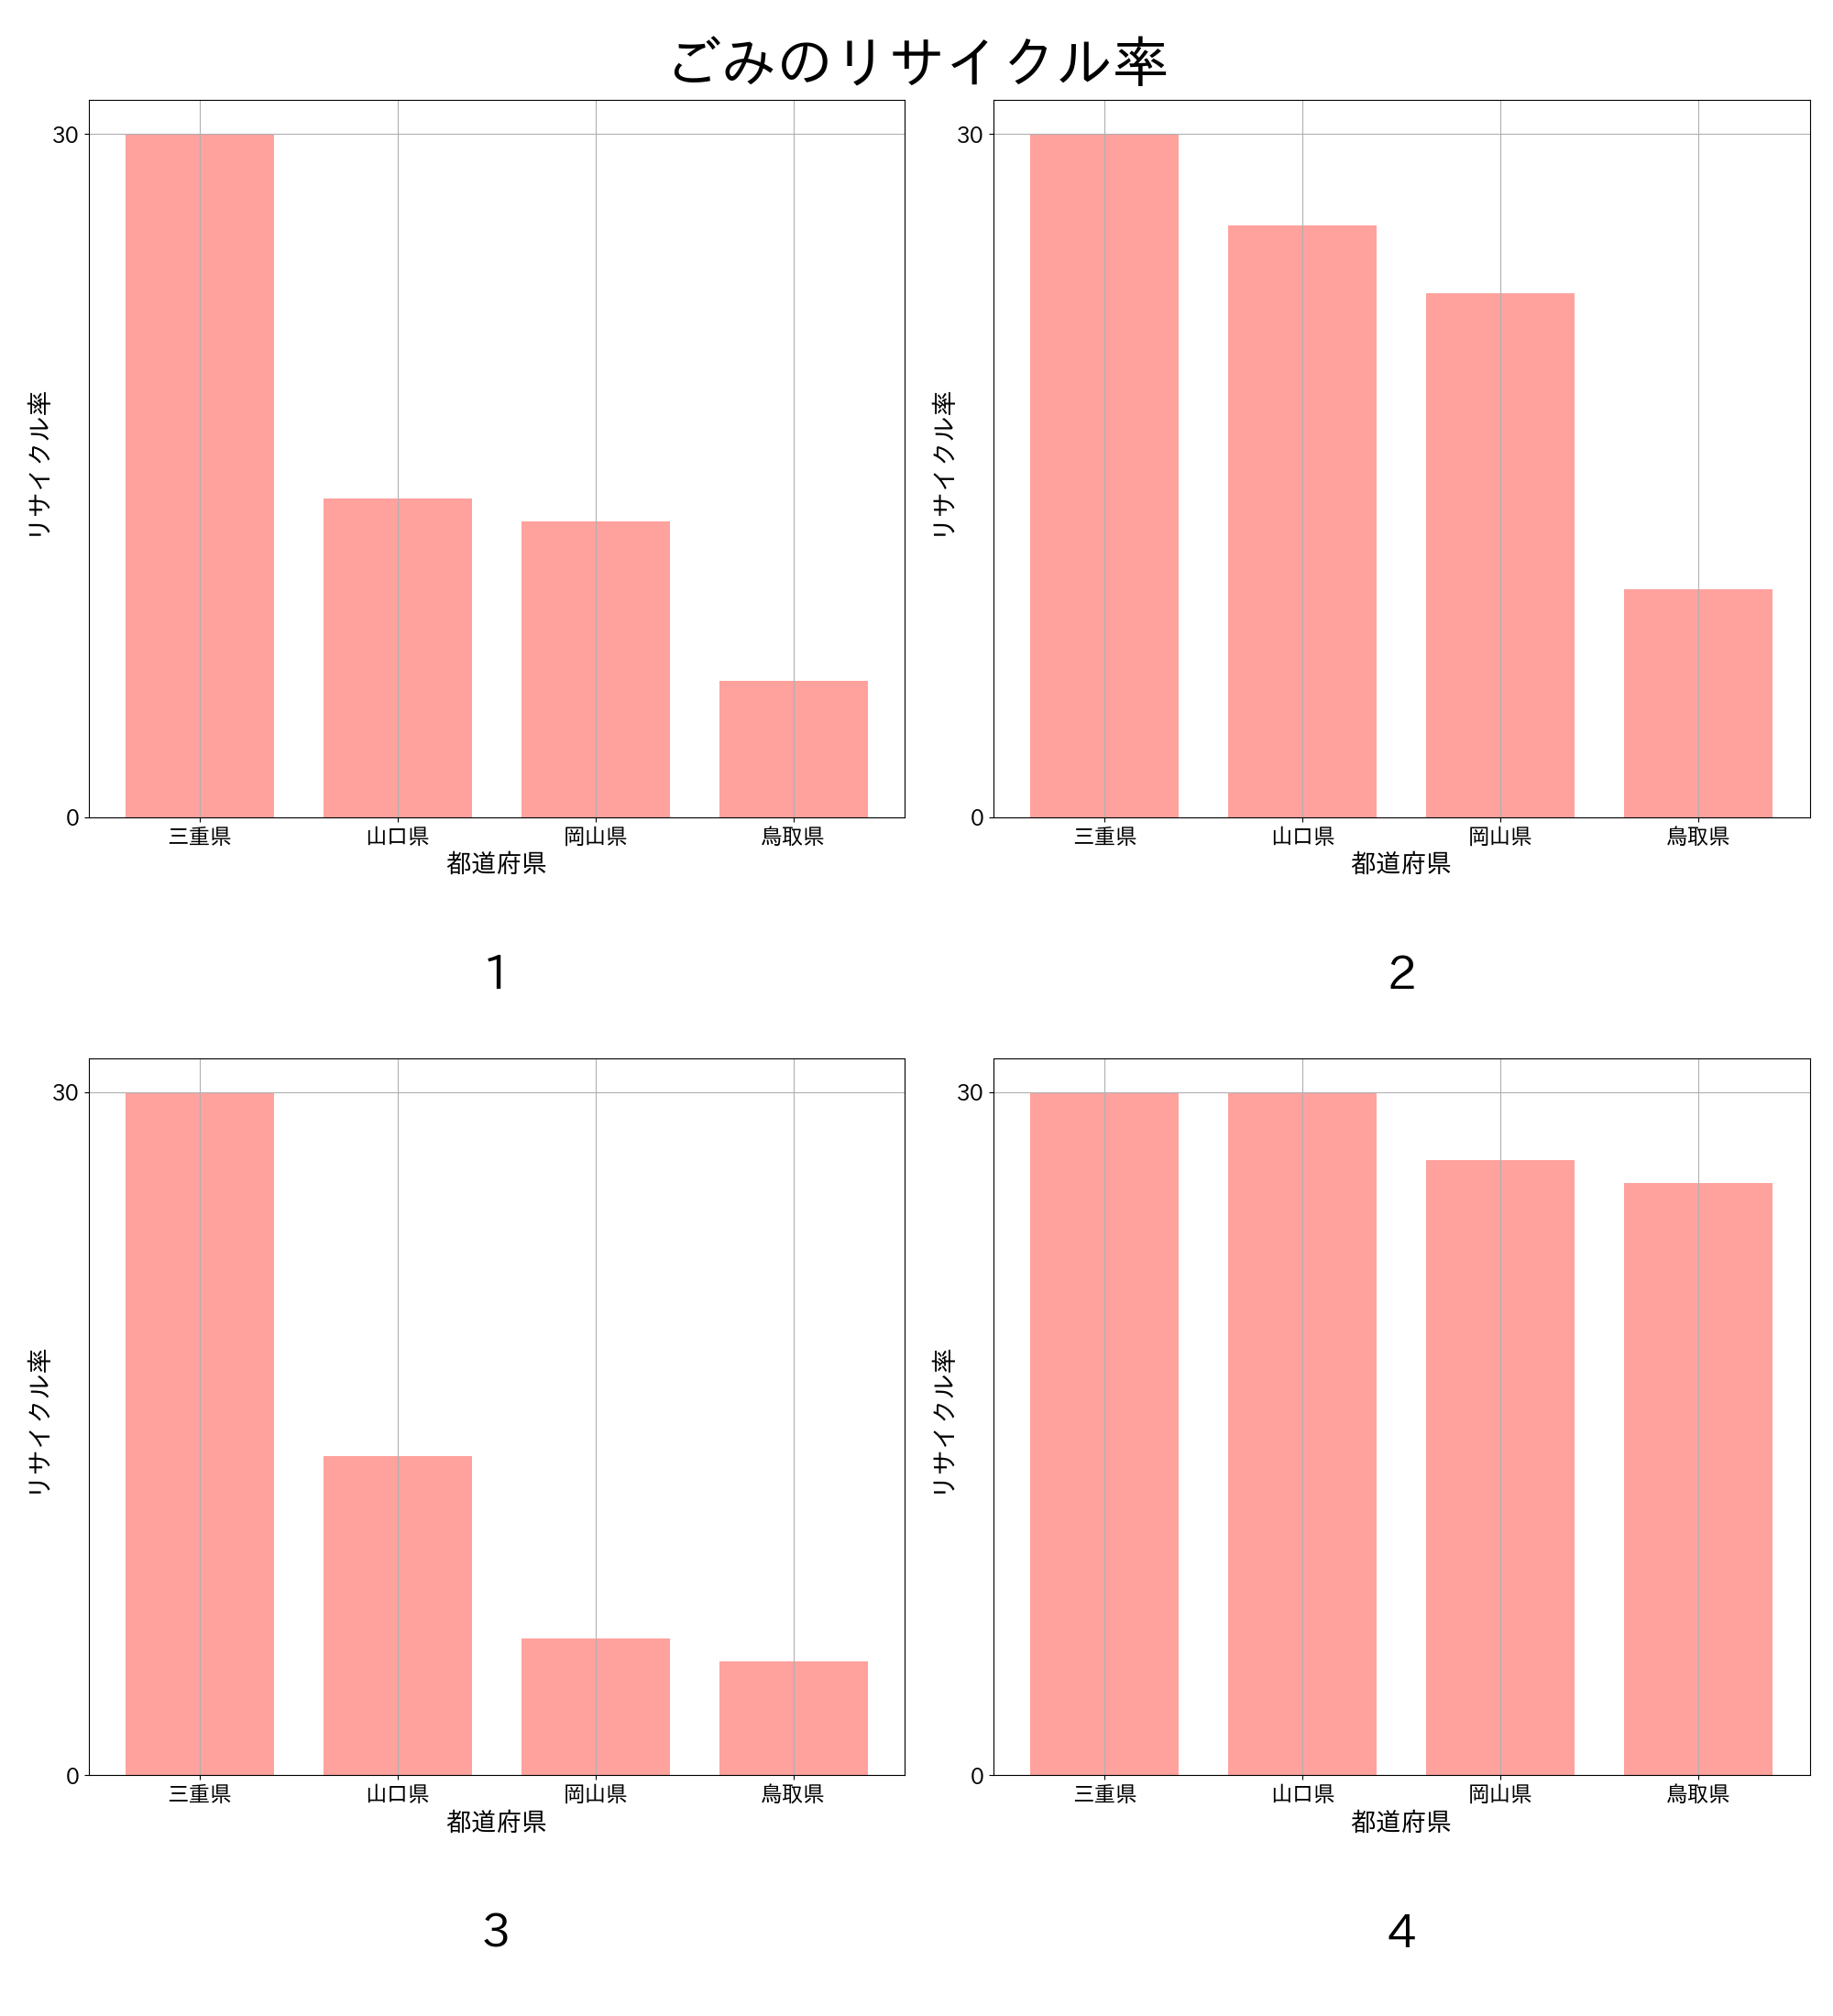 ごみのリサイクル率
30
0
リサイクル率
三重県 山口県 岡山県 鳥取県
都道府県
1
30
0
リサイクル率
三重県 山口県 岡山県 鳥取県
都道府県
2
30
0
リサイクル率
三重県 山口県 岡山県 鳥取県
都道府県
3
30
0
リサイクル率
三重県 山口県 岡山県 鳥取県
都道府県
4